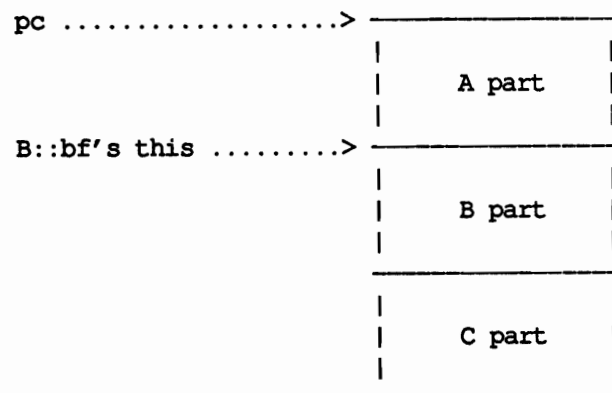 pc ..................>
A part
B::bf's this .........>
B part
C part